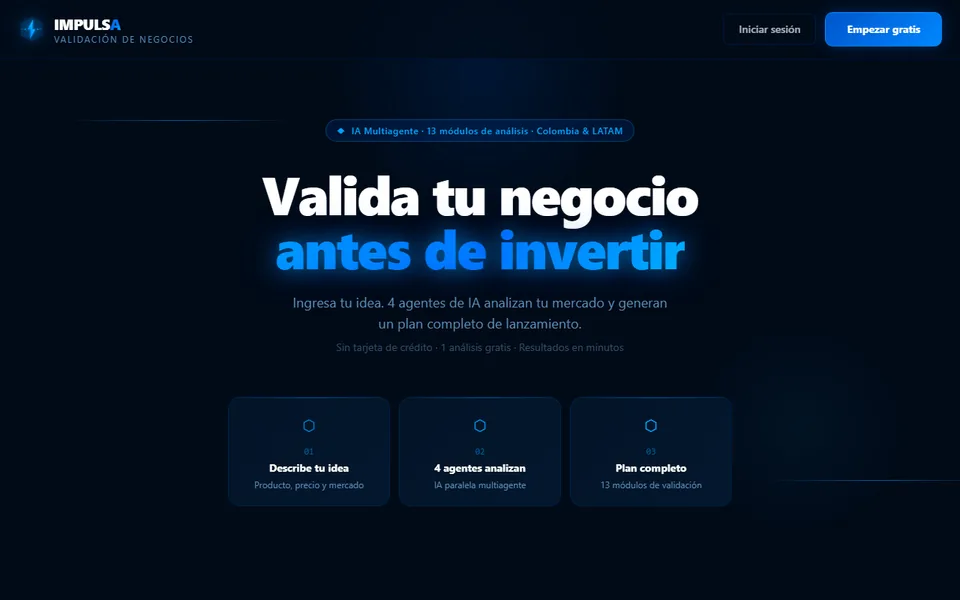 IMPULSA
VALIDACIÓN DE NEGOCIOS
Iniciar sesión
Empezar gratis
◆ IA Multiagente · 13 módulos de análisis · Colombia & LATAM
Valida tu negocio
antes de invertir
Ingresa tu idea. 4 agentes de IA analizan tu mercado y generan
un plan completo de lanzamiento.
Sin tarjeta de crédito · 1 análisis gratis · Resultados en minutos
01
Describe tu idea
Producto, precio y mercado
02
4 agentes analizan
IA paralela multiagente
03
Plan completo
13 módulos de validación